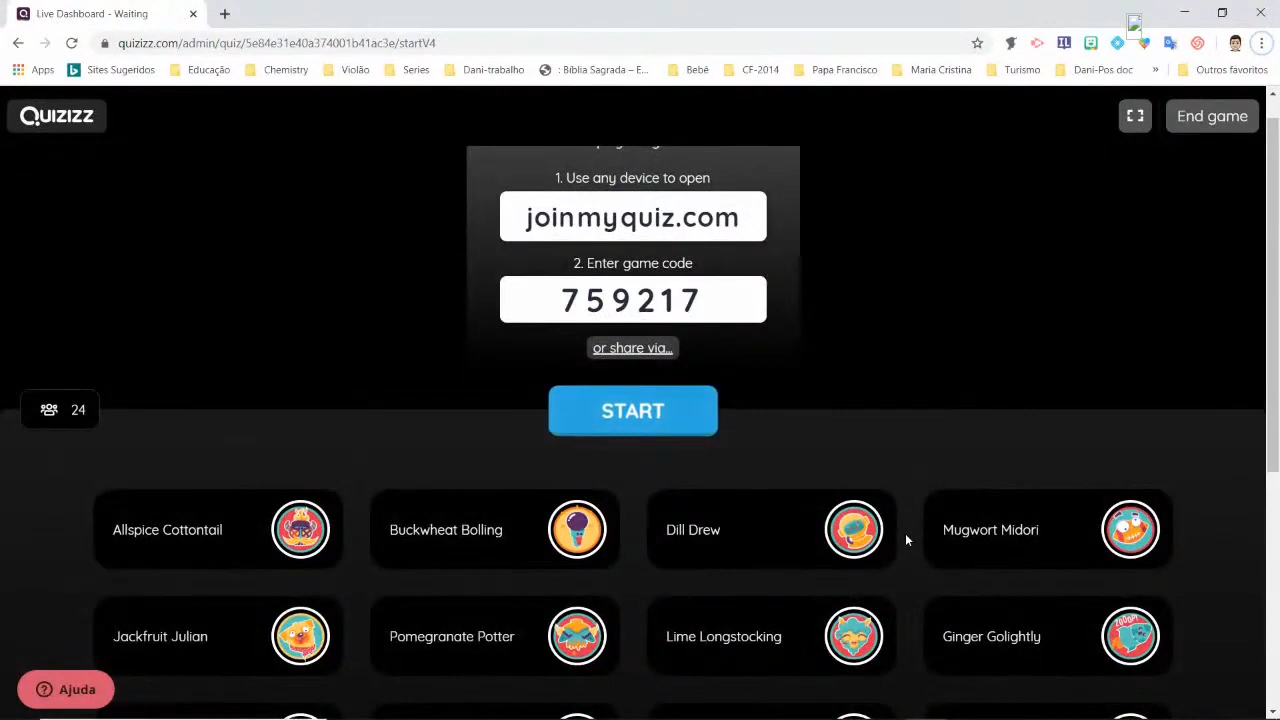 Live Dashboard - Waiting
quizizz.com/admin/quiz/5e84e31e40a374001b41ac3e/startV4
Apps Sites Sugeridos Educação Chemistry Violão Series Dani-trabalho : Bíblia Sagrada – E... Bebê CF-2014 Papa Francisco Maria Cristina Turismo Dani-Pos doc » Outros favoritos
QUIZIZZ End game
1. Use any device to open
joinmyquiz.com
2. Enter game code
759217
or share via...
24
START
Allspice Cottontail Buckwheat Bolling Dill Drew Mugwort Midori
Jackfruit Julian Pomegranate Potter Lime Longstocking Ginger Golightly
ZOOP!
Ajuda